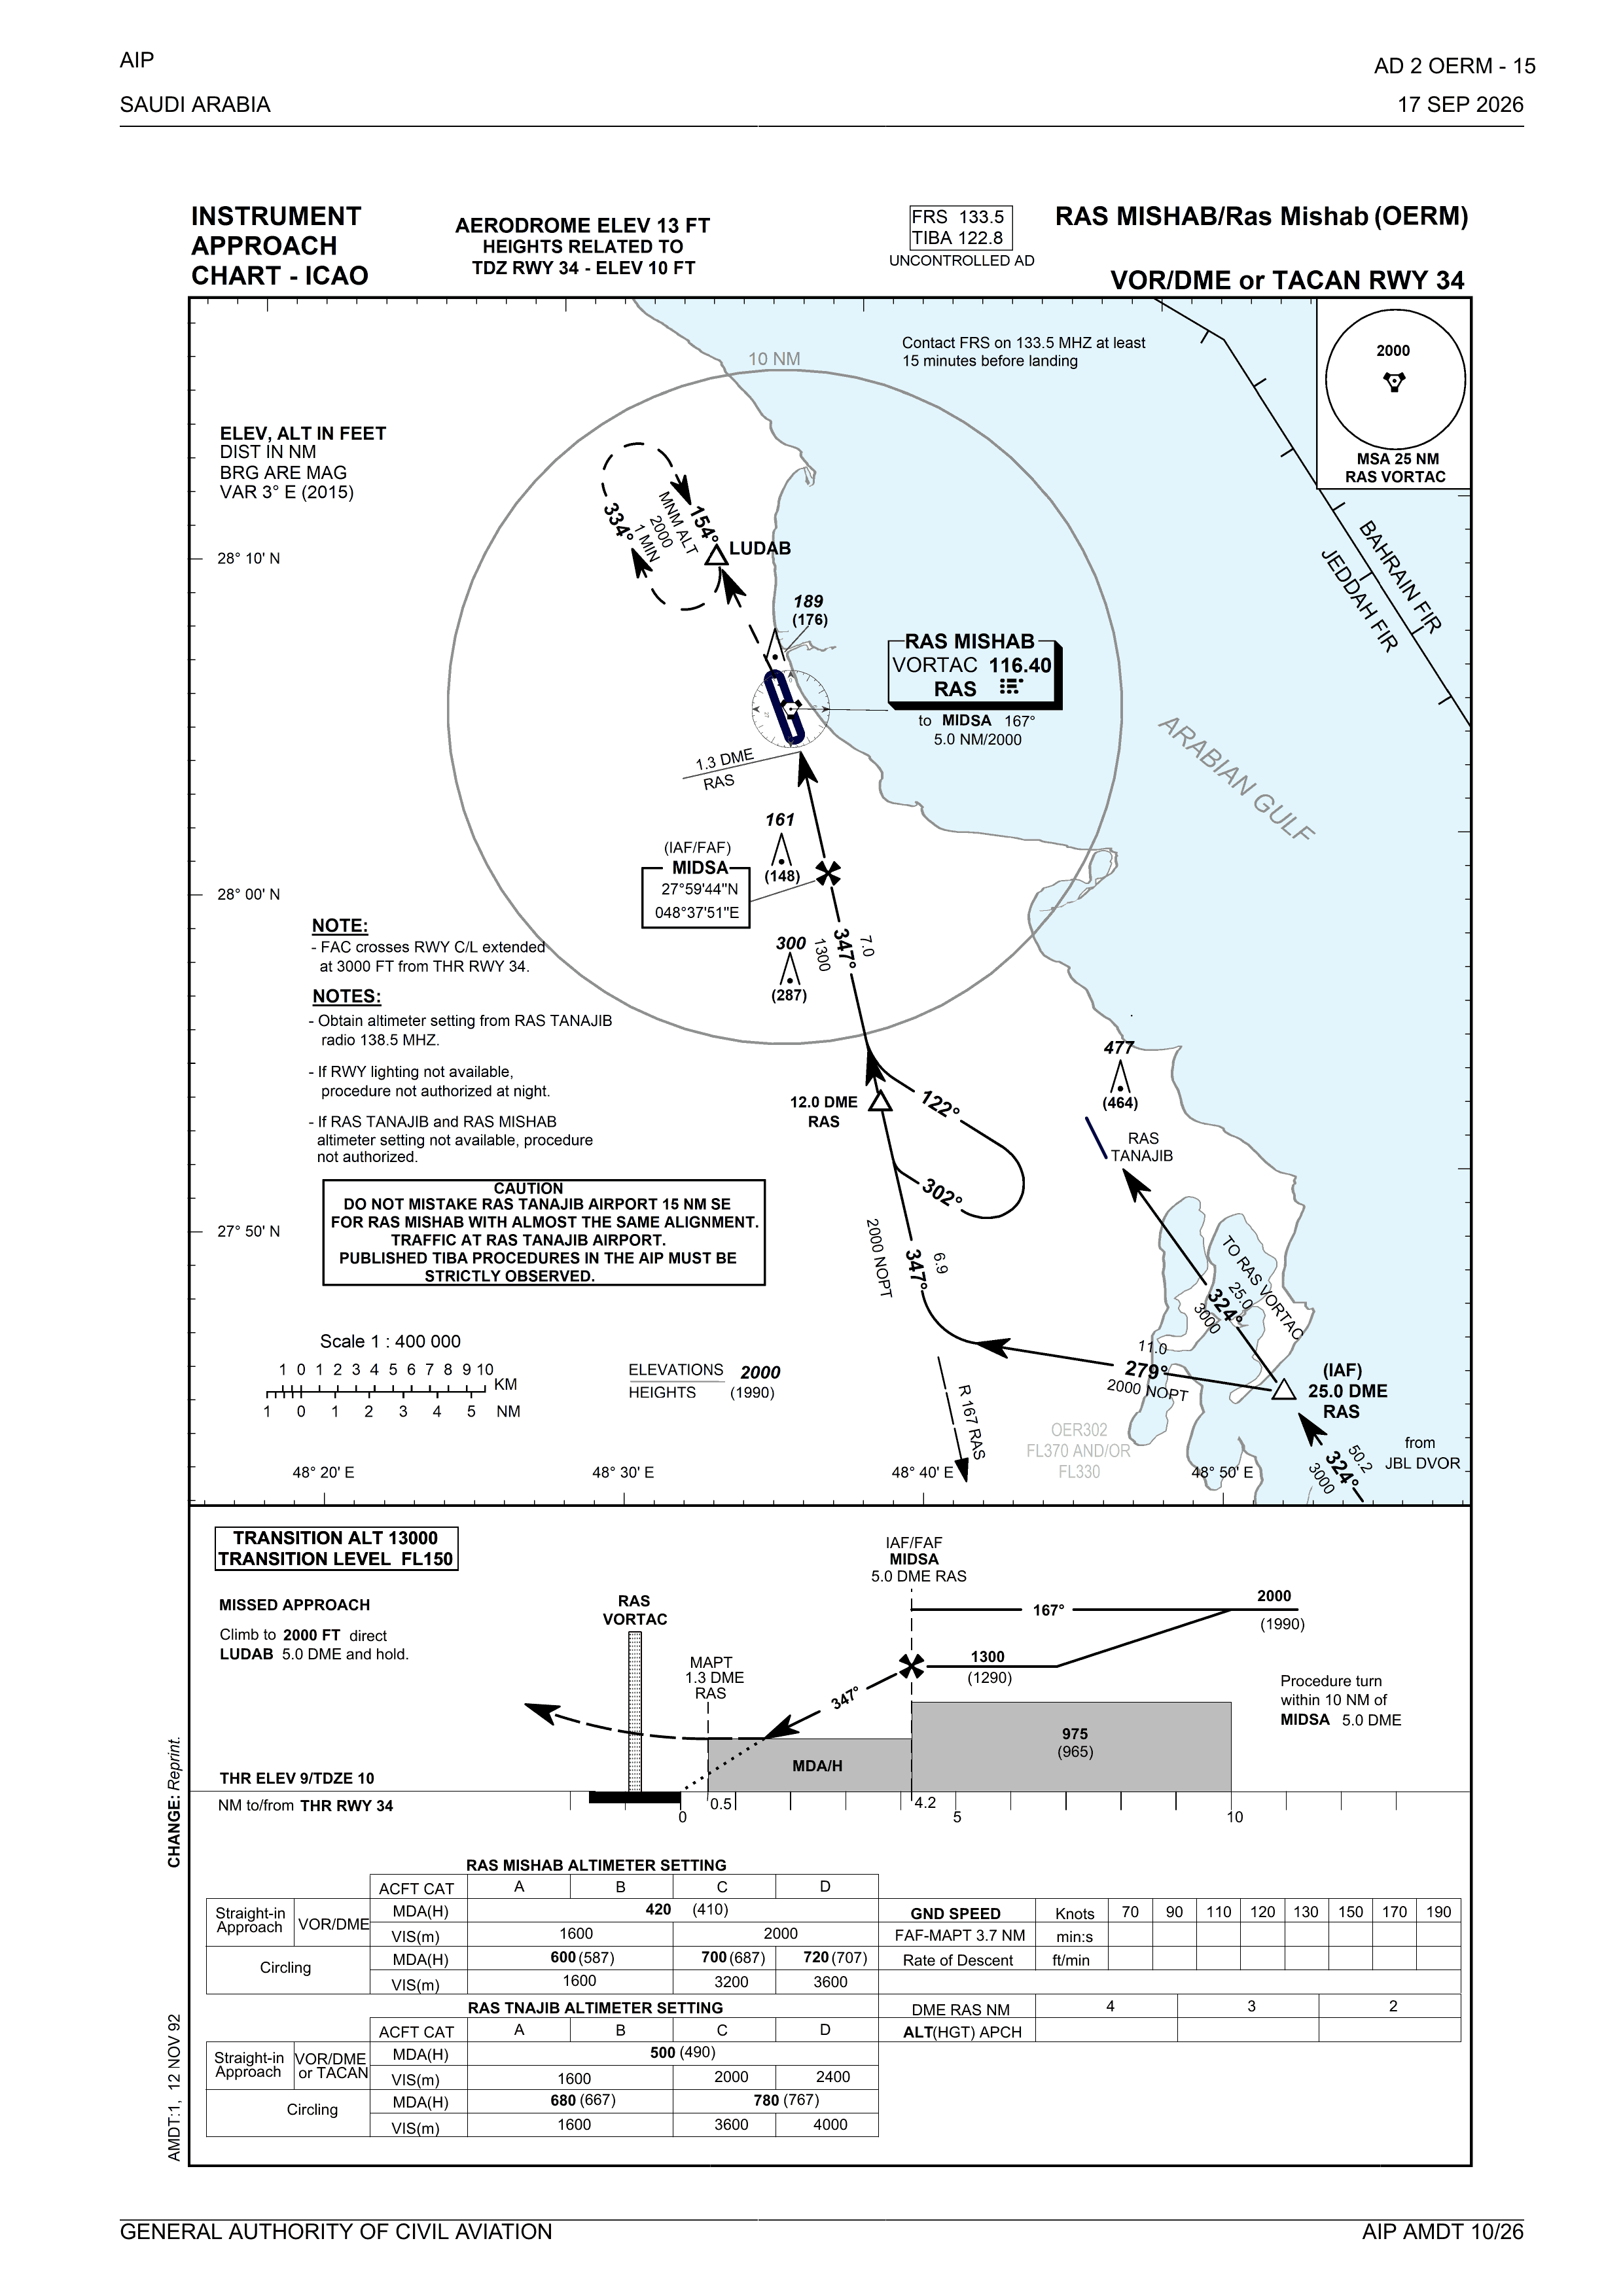 AIP
AD 2 OERM - 15
SAUDI ARABIA
17 SEP 2026
INSTRUMENT
APPROACH
CHART - ICAO
AERODROME ELEV 13 FT
HEIGHTS RELATED TO
TDZ RWY 34 - ELEV 10 FT
FRS 133.5
TIBA 122.8
UNCONTROLLED AD
RAS MISHAB/Ras Mishab (OERM)
VOR/DME or TACAN RWY 34
Contact FRS on 133.5 MHZ at least
15 minutes before landing
2000
MSA 25 NM
RAS VORTAC
10 NM
ELEV, ALT IN FEET
DIST IN NM
BRG ARE MAG
VAR 3° E (2015)
334°
1 MIN
2000
MNM ALT
154°
LUDAB
BAHRAIN FIR
JEDDAH FIR
28° 10' N
189
(176)
RAS MISHAB
VORTAC 116.40
RAS
to MIDSA 167°
5.0 NM/2000
ARABIAN GULF
1.3 DME
RAS
161
(148)
(IAF/FAF)
MIDSA
27°59'44"N
048°37'51"E
28° 00' N
300
(287)
1300
347°
7.0
NOTE:
- FAC crosses RWY C/L extended
at 3000 FT from THR RWY 34.
NOTES:
- Obtain altimeter setting from RAS TANAJIB
radio 138.5 MHZ.
- If RWY lighting not available,
procedure not authorized at night.
- If RAS TANAJIB and RAS MISHAB
altimeter setting not available, procedure
not authorized.
12.0 DME
RAS
122°
302°
477
(464)
RAS
TANAJIB
CAUTION
DO NOT MISTAKE RAS TANAJIB AIRPORT 15 NM SE
FOR RAS MISHAB WITH ALMOST THE SAME ALIGNMENT.
TRAFFIC AT RAS TANAJIB AIRPORT.
PUBLISHED TIBA PROCEDURES IN THE AIP MUST BE
STRICTLY OBSERVED.
27° 50' N
2000 NOPT
347°
6.9
TO RAS VORTAC
25.0
324°
3000
11.0
279°
2000 NOPT
(IAF)
25.0 DME
RAS
R 167 RAS
OER302
FL370 AND/OR
FL330
50.2
324°
3000
from
JBL DVOR
Scale 1 : 400 000
1 0 1 2 3 4 5 6 7 8 9 10
KM
1 0 1 2 3 4 5 NM
ELEVATIONS 2000
HEIGHTS (1990)
48° 20' E
48° 30' E
48° 40' E
48° 50' E
TRANSITION ALT 13000
TRANSITION LEVEL FL150
MISSED APPROACH
Climb to 2000 FT direct
LUDAB 5.0 DME and hold.
RAS
VORTAC
MAPT
1.3 DME
RAS
IAF/FAF
MIDSA
5.0 DME RAS
167°
2000
(1990)
1300
(1290)
347°
975
(965)
MDA/H
Procedure turn
within 10 NM of
MIDSA 5.0 DME
THR ELEV 9/TDZE 10
NM to/from THR RWY 34
0 0.5 4.2 5 10
CHANGE: Reprint.
AMDT:1, 12 NOV 92
RAS MISHAB ALTIMETER SETTING
ACFT CAT A B C D
Straight-in
Approach
VOR/DME
MDA(H) 420 (410)
VIS(m) 1600 2000
Circling
MDA(H) 600 (587) 700 (687) 720 (707)
VIS(m) 1600 3200 3600
RAS TNAJIB ALTIMETER SETTING
ACFT CAT A B C D
Straight-in
Approach
VOR/DME
or TACAN
MDA(H) 500 (490)
VIS(m) 1600 2000 2400
Circling
MDA(H) 680 (667) 780 (767)
VIS(m) 1600 3600 4000
GND SPEED Knots 70 90 110 120 130 150 170 190
FAF-MAPT 3.7 NM min:s
Rate of Descent ft/min
DME RAS NM 4 3 2
ALT(HGT) APCH
GENERAL AUTHORITY OF CIVIL AVIATION
AIP AMDT 10/26